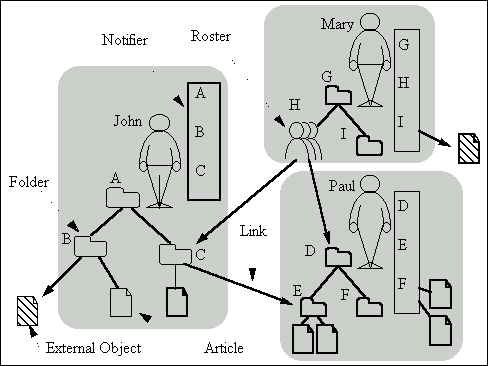 Notifier
Roster
Mary
G
H
I
G
H
I
John
A
B
C
A
B
C
Folder
Paul
D
E
F
D
E
F
Link
External Object
Article